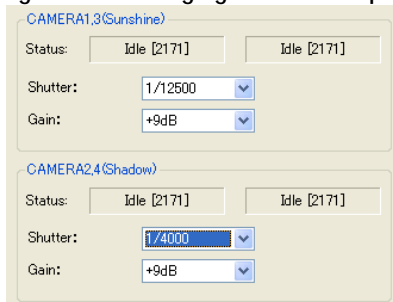 CAMERA1,3(Sunshine)
Status: Idle [2171] Idle [2171]
Shutter: 1/12500
Gain: +9dB
CAMERA2,4(Shadow)
Status: Idle [2171] Idle [2171]
Shutter: 1/4000
Gain: +9dB